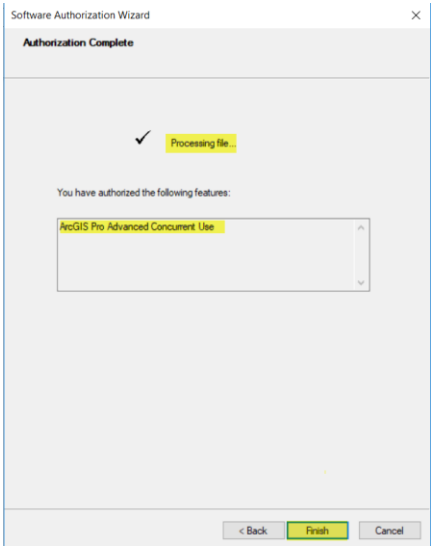 Software Authorization Wizard
Authorization Complete
Processing file...
You have authorized the following features:
ArcGIS Pro Advanced Concurrent Use
< Back Finish Cancel